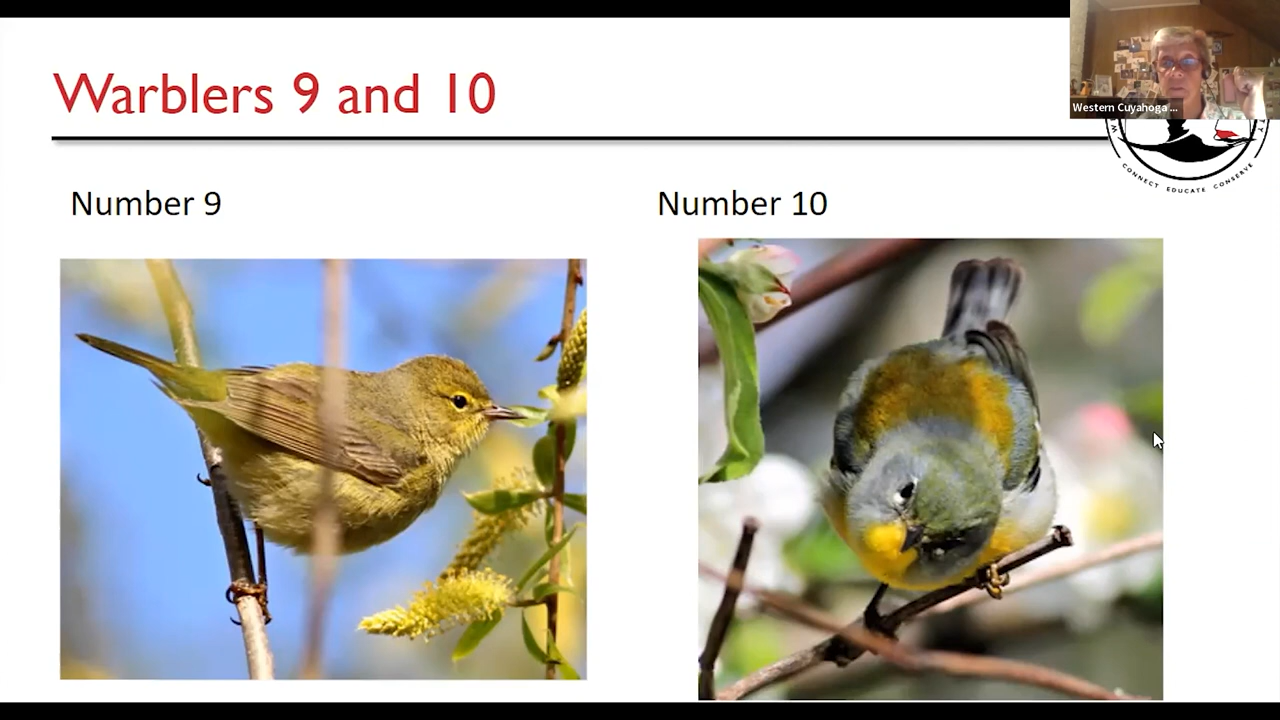 Warblers 9 and 10
Western Cuyahoga ...
CONNECT EDUCATE CONSERVE
Number 9
Number 10